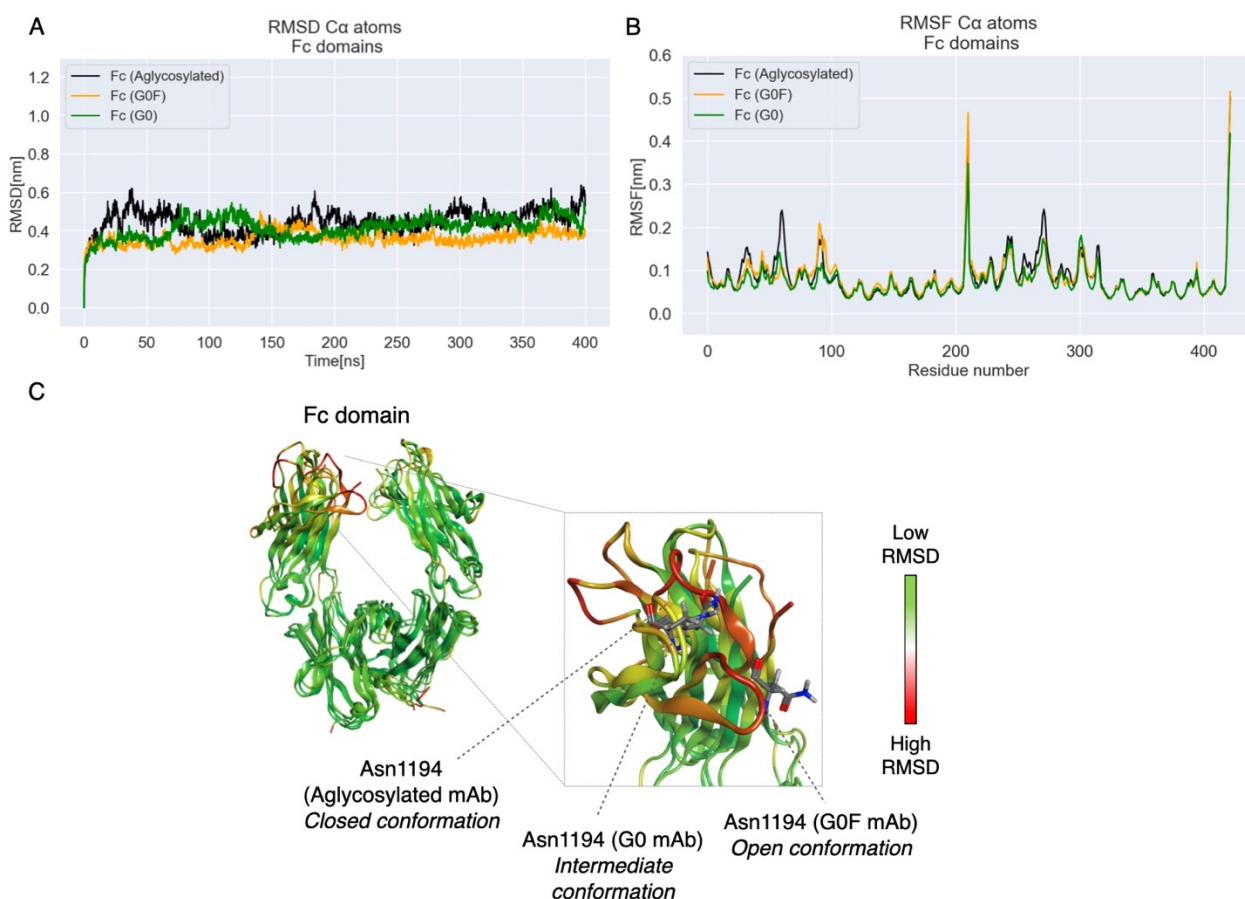 A
RMSD Cα atoms
Fc domains
Fc (Aglycosylated)
Fc (G0F)
Fc (G0)
RMSD[nm]
1.2
1.0
0.8
0.6
0.4
0.2
0.0
0 50 100 150 200 250 300 350 400
Time[ns]
B
RMSF Cα atoms
Fc domains
Fc (Aglycosylated)
Fc (G0F)
Fc (G0)
RMSF[nm]
0.6
0.5
0.4
0.3
0.2
0.1
0.0
0 100 200 300 400
Residue number
C
Fc domain
Low
RMSD
High
RMSD
Asn1194
(Aglycosylated mAb)
Closed conformation
Asn1194 (G0 mAb)
Intermediate
conformation
Asn1194 (G0F mAb)
Open conformation